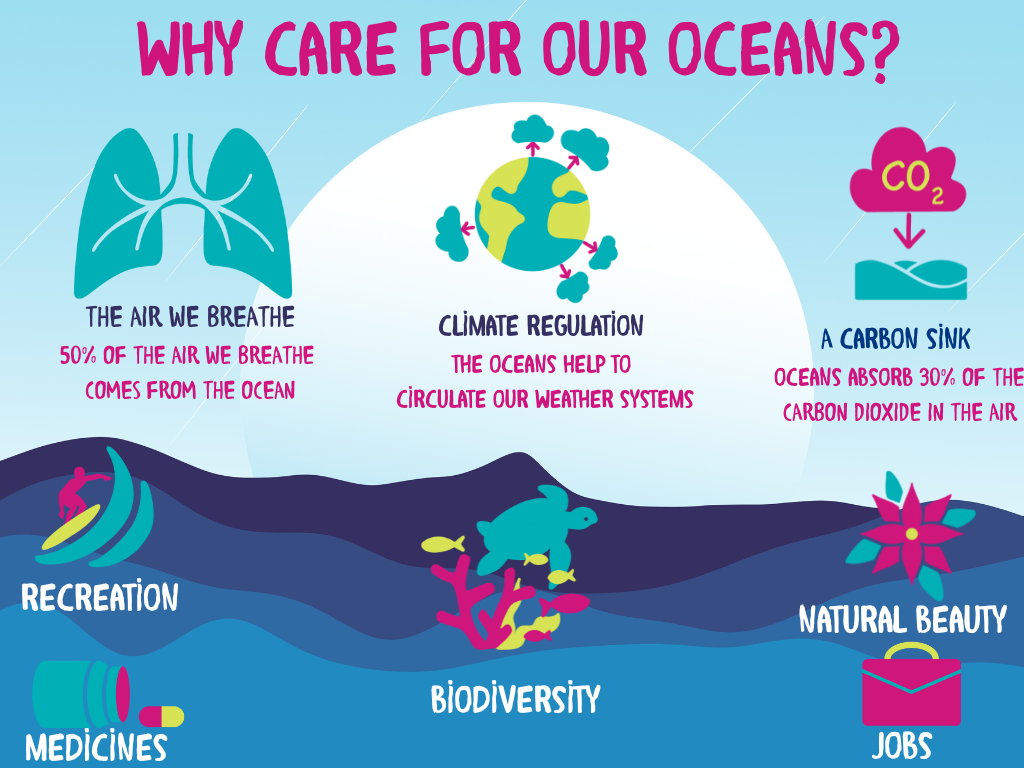 WHY CARE FOR OUR OCEANS?
THE AIR WE BREATHE
50% OF THE AIR WE BREATHE
COMES FROM THE OCEAN
CLIMATE REGULATION
THE OCEANS HELP TO
CIRCULATE OUR WEATHER SYSTEMS
CO2
A CARBON SINK
OCEANS ABSORB 30% OF THE
CARBON DIOXIDE IN THE AIR
RECREATION
BIODIVERSITY
NATURAL BEAUTY
MEDICINES
JOBS